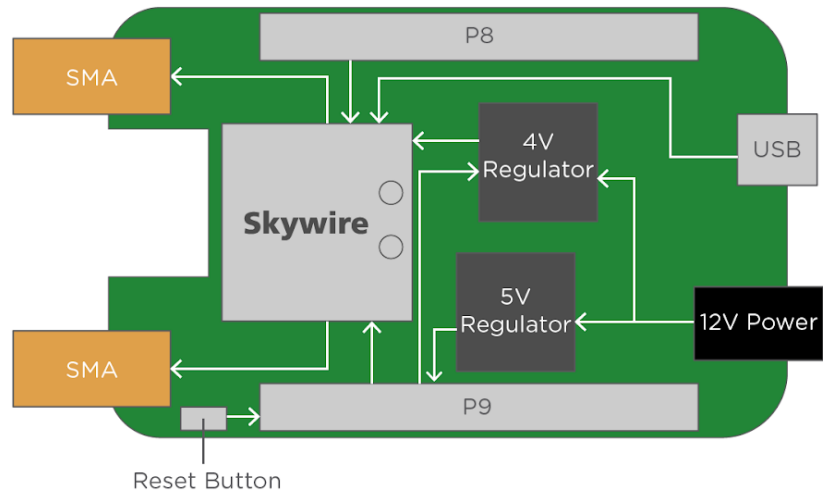 P8
SMA
4V
Regulator
USB
Skywire
5V
Regulator
12V Power
SMA
P9
Reset Button